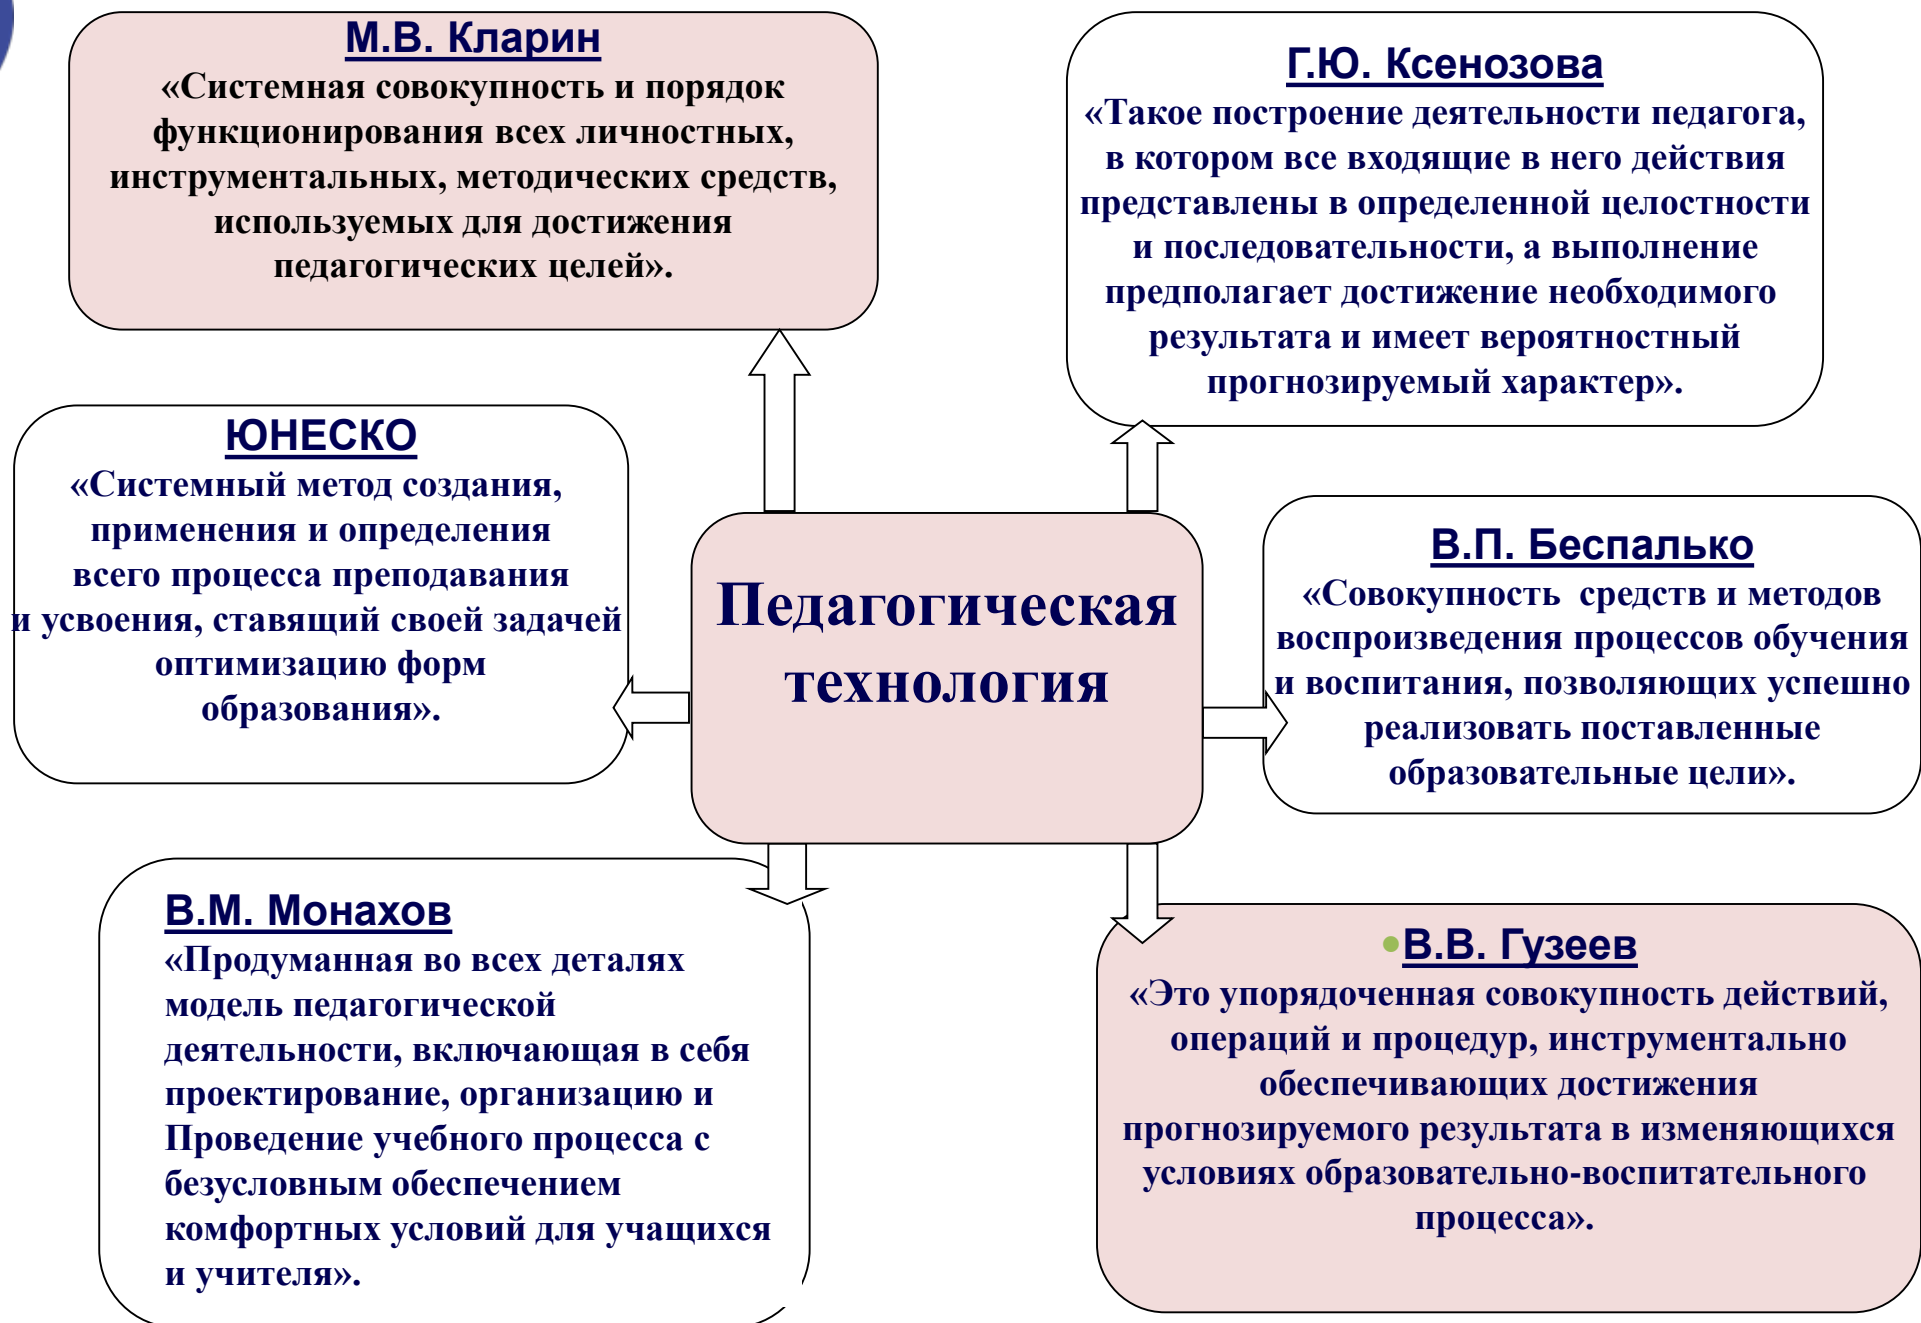 М.В. Кларин
«Системная совокупность и порядок
функционирования всех личностных,
инструментальных, методических средств,
используемых для достижения
педагогических целей».
Г.Ю. Ксенозова
«Такое построение деятельности педагога,
в котором все входящие в него действия
представлены в определенной целостности
и последовательности, а выполнение
предполагает достижение необходимого
результата и имеет вероятностный
прогнозируемый характер».
ЮНЕСКО
«Системный метод создания,
применения и определения
всего процесса преподавания
и усвоения, ставящий своей задачей
оптимизацию форм
образования».
Педагогическая
технология
В.П. Беспалько
«Совокупность средств и методов
воспроизведения процессов обучения
и воспитания, позволяющих успешно
реализовать поставленные
образовательные цели».
В.М. Монахов
«Продуманная во всех деталях
модель педагогической
деятельности, включающая в себя
проектирование, организацию и
Проведение учебного процесса с
безусловным обеспечением
комфортных условий для учащихся
и учителя».
•В.В. Гузеев
«Это упорядоченная совокупность действий,
операций и процедур, инструментально
обеспечивающих достижения
прогнозируемого результата в изменяющихся
условиях образовательно-воспитательного
процесса».